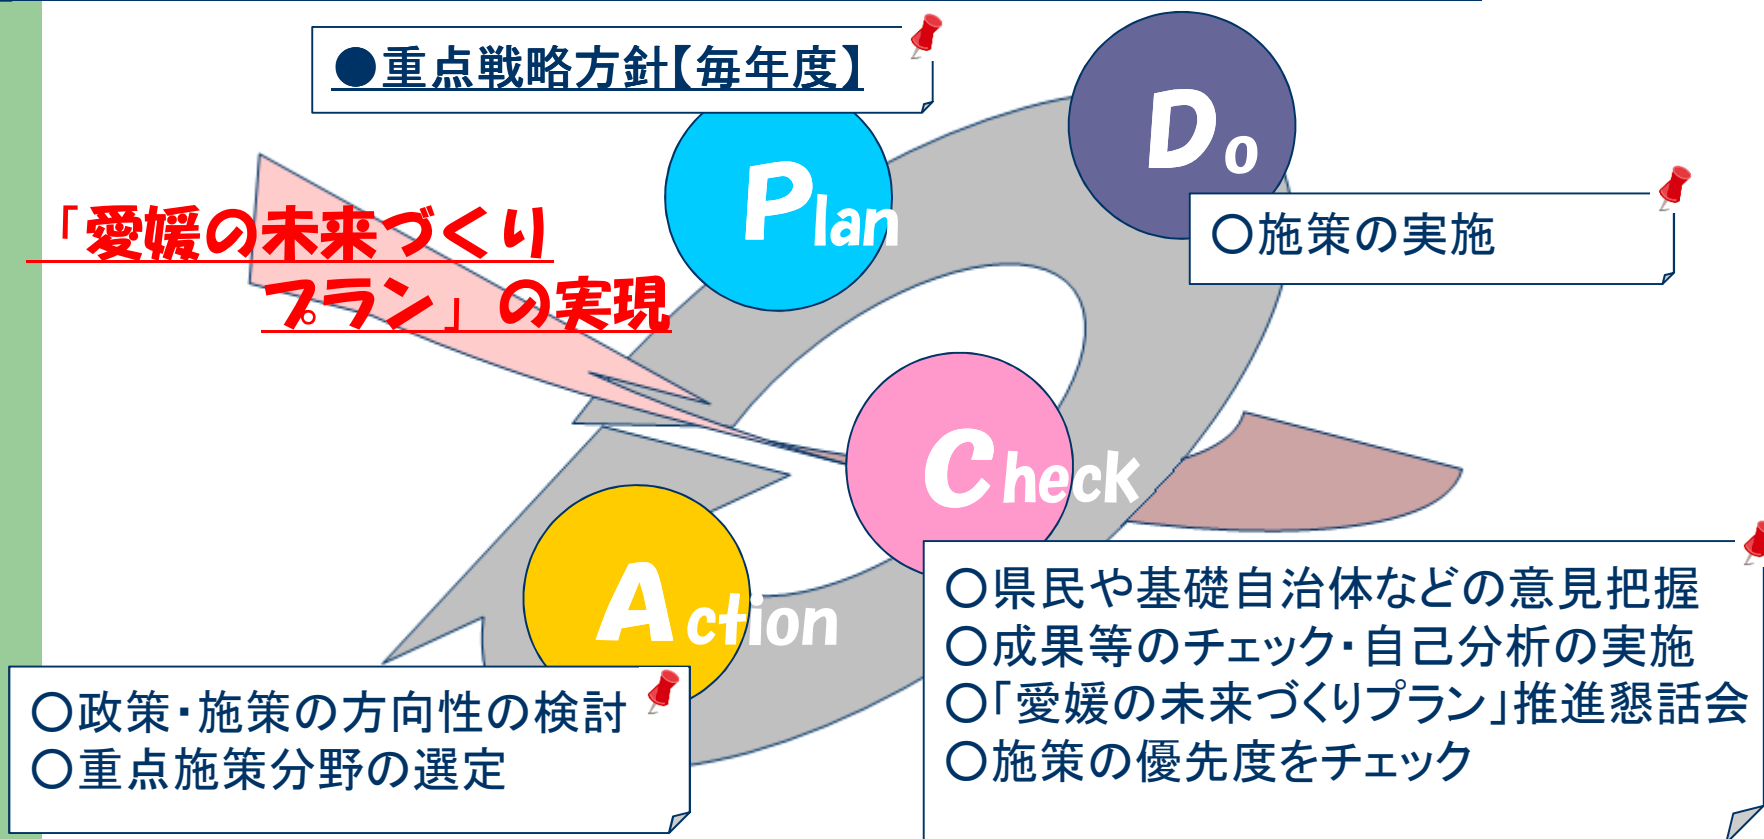 ●重点戦略方針【毎年度】
Plan
Do
○施策の実施
「愛媛の未来づくり
プラン」の実現
Check
○県民や基礎自治体などの意見把握
○成果等のチェック・自己分析の実施
○「愛媛の未来づくりプラン」推進懇話会
○施策の優先度をチェック
Action
○政策・施策の方向性の検討
○重点施策分野の選定